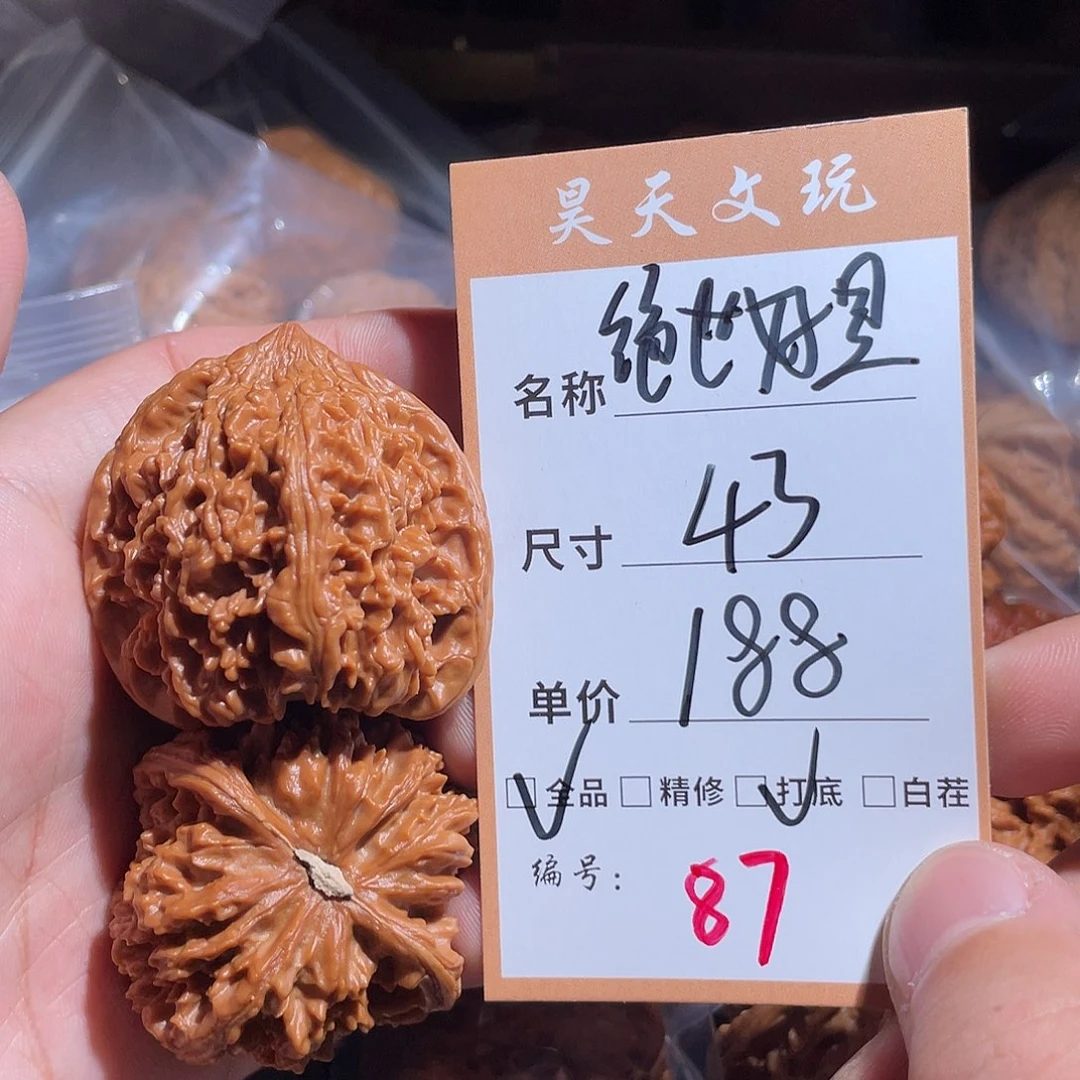 昊天文玩
名称 绝世好具
尺寸 43
单价 188
☑全品 □精修 ☑打底 □白茬
编号: 87